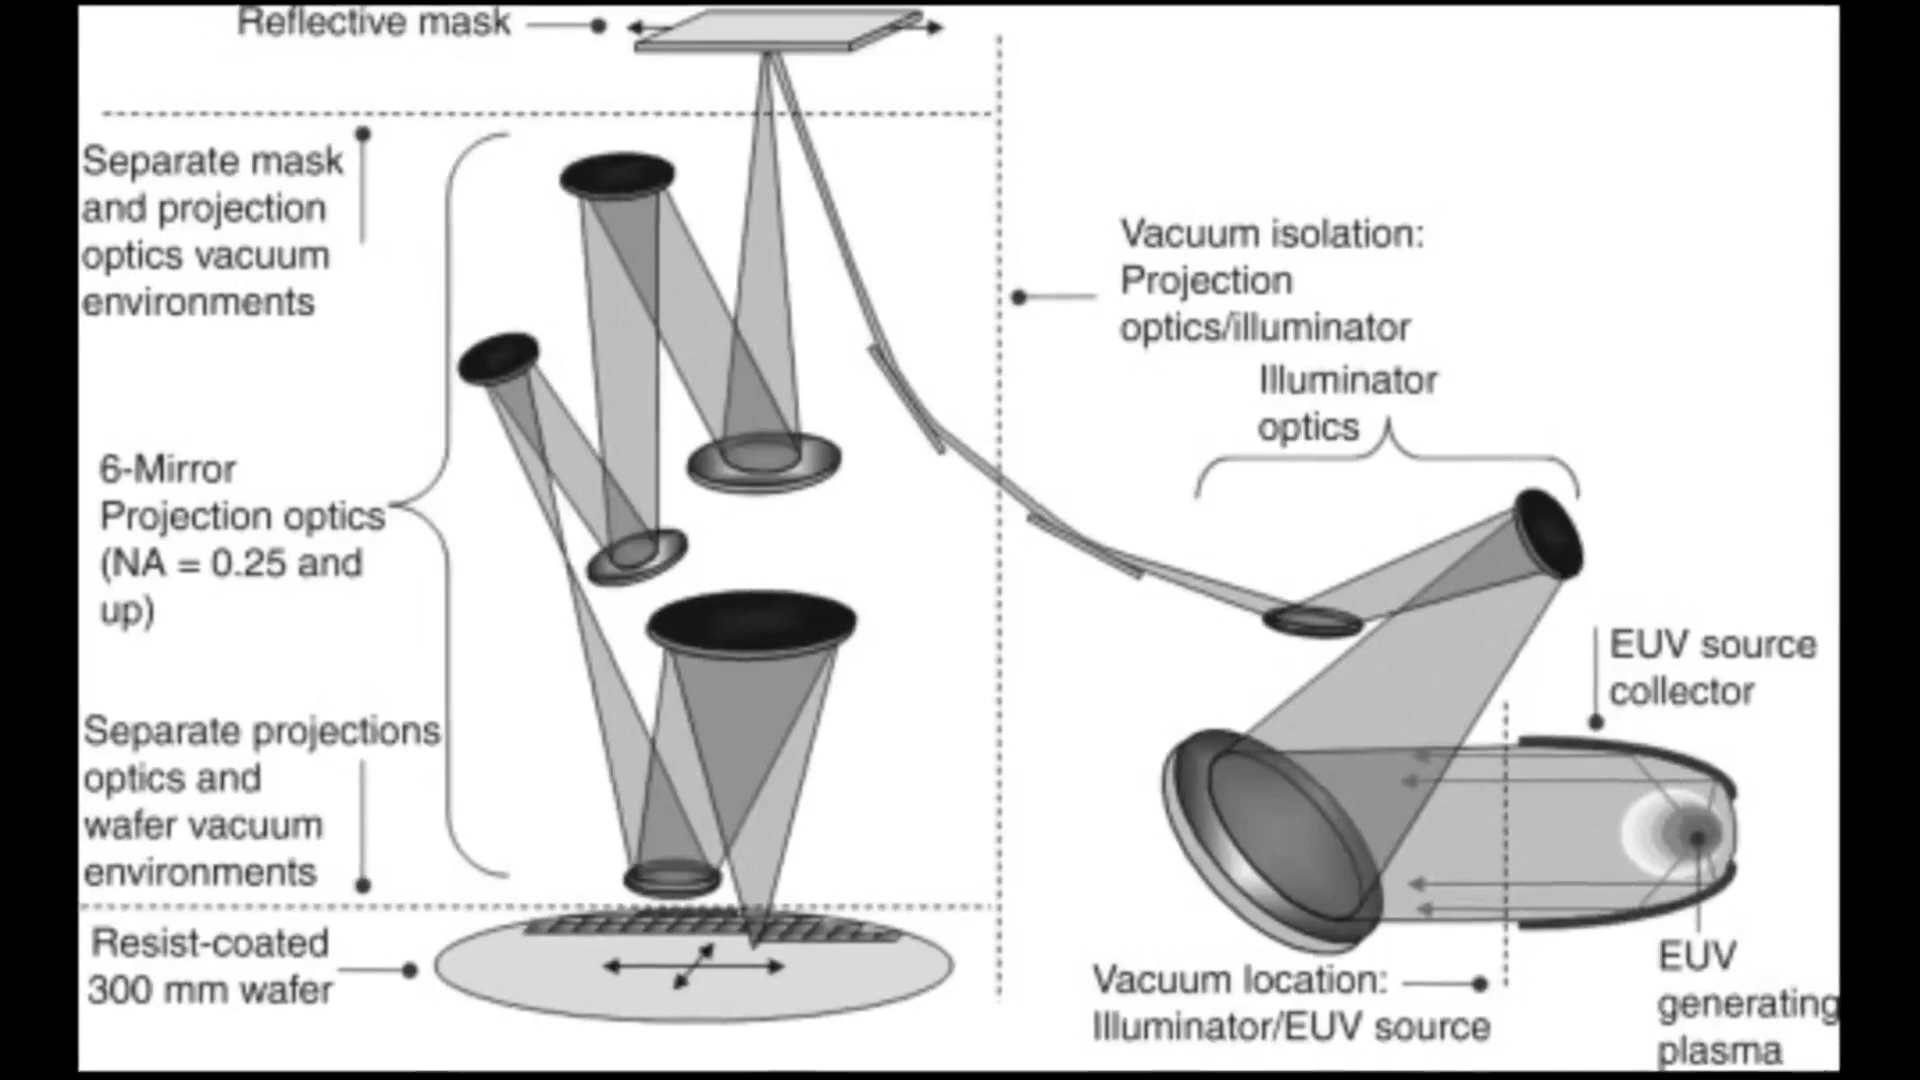 Reflective mask
Separate mask
and projection
optics vacuum
environments
6-Mirror
Projection optics
(NA = 0.25 and
up)
Separate projections
optics and
wafer vacuum
environments
Resist-coated
300 mm wafer
Vacuum isolation:
Projection
optics/illuminator
Illuminator
optics
EUV source
collector
Vacuum location:
Illuminator/EUV source
EUV
generating
plasma